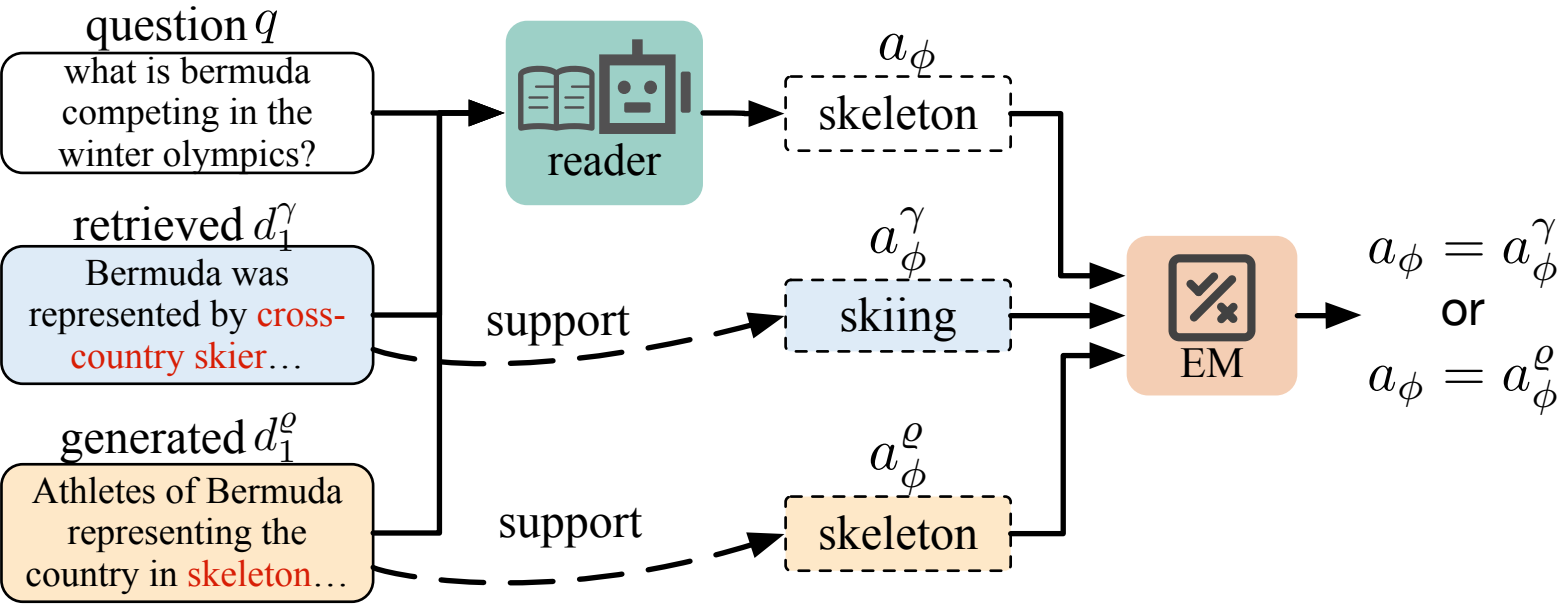 question q
what is bermuda
competing in the
winter olympics?
reader
a_ϕ
skeleton
retrieved d_1^γ
Bermuda was
represented by cross-
country skier…
support
a_ϕ^γ
skiing
EM
a_ϕ = a_ϕ^γ
or
a_ϕ = a_ϕ^ϱ
generated d_1^ϱ
Athletes of Bermuda
representing the
country in skeleton…
support
a_ϕ^ϱ
skeleton